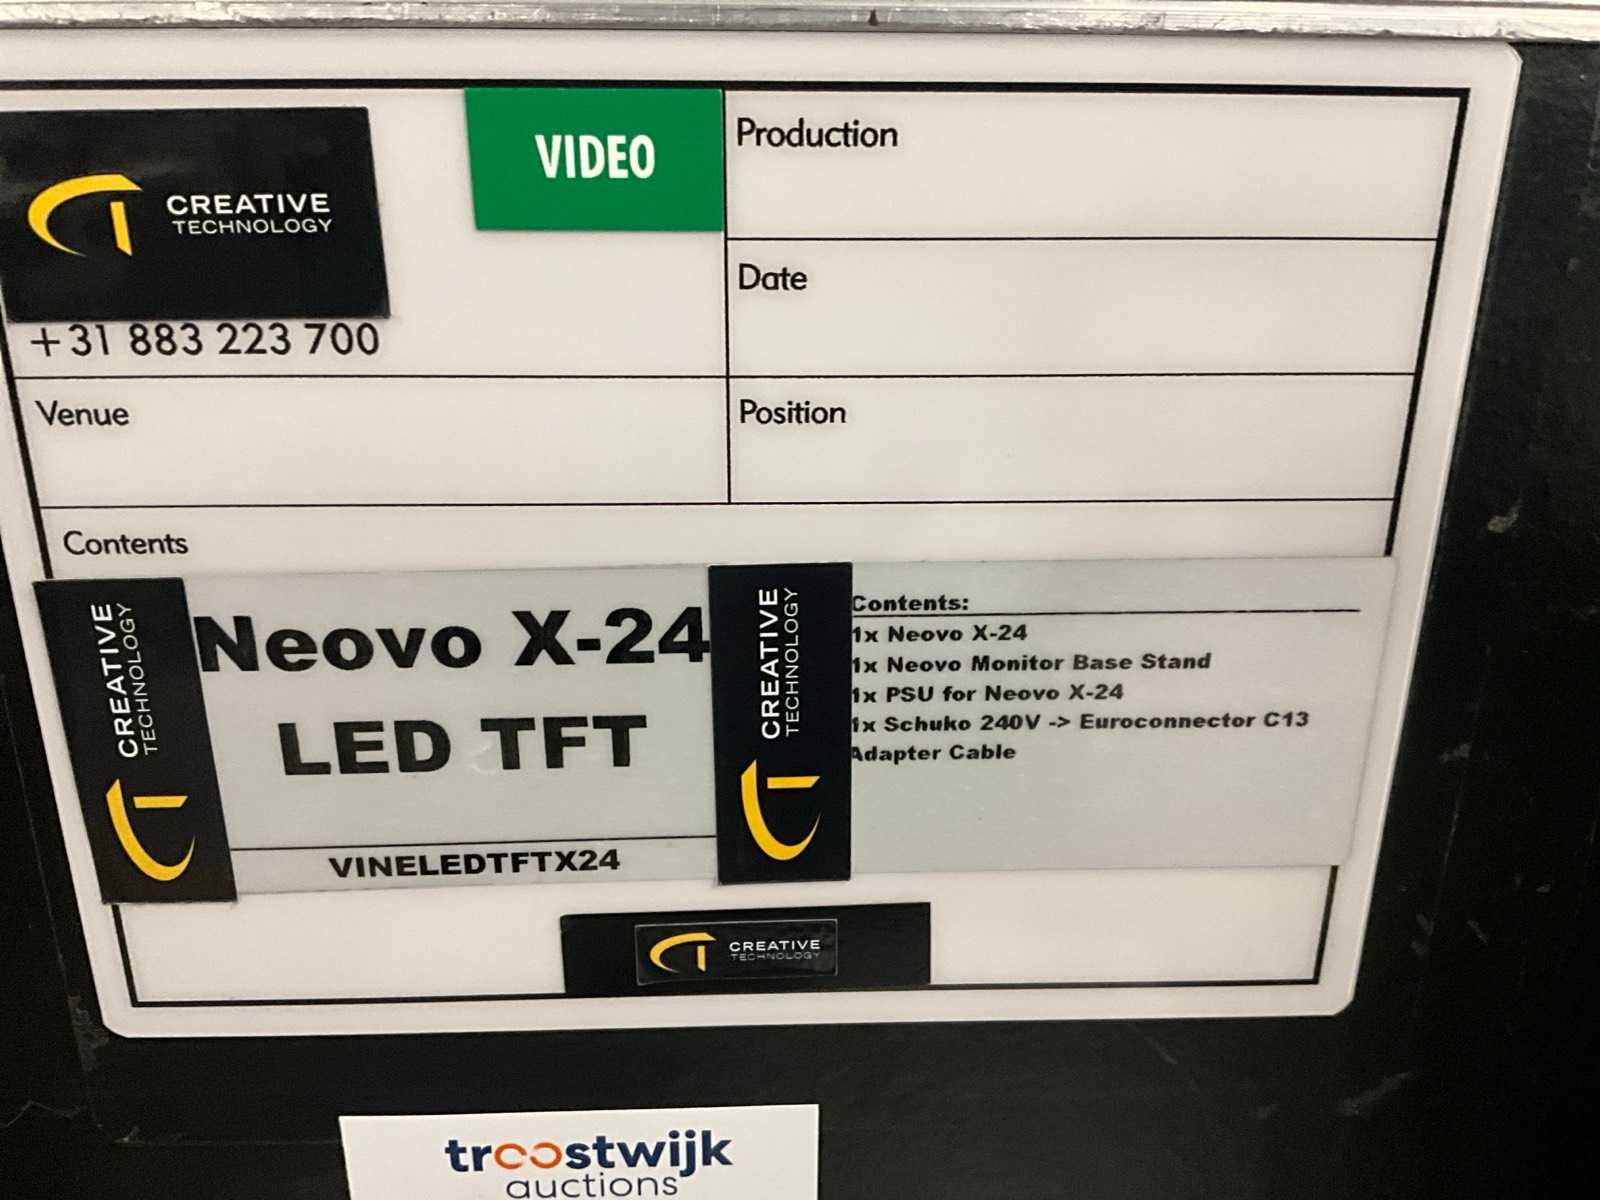 CREATIVE
TECHNOLOGY
+31 883 223 700
VIDEO
Production
Date
Venue
Position
Contents
CREATIVE
TECHNOLOGY
Neovo X-24
LED TFT
VINELEDTFTX24
CREATIVE
TECHNOLOGY
Contents:
1x Neovo X-24
1x Neovo Monitor Base Stand
1x PSU for Neovo X-24
1x Schuko 240V -> Euroconnector C13
Adapter Cable
CREATIVE
TECHNOLOGY
troostwijk
auctions